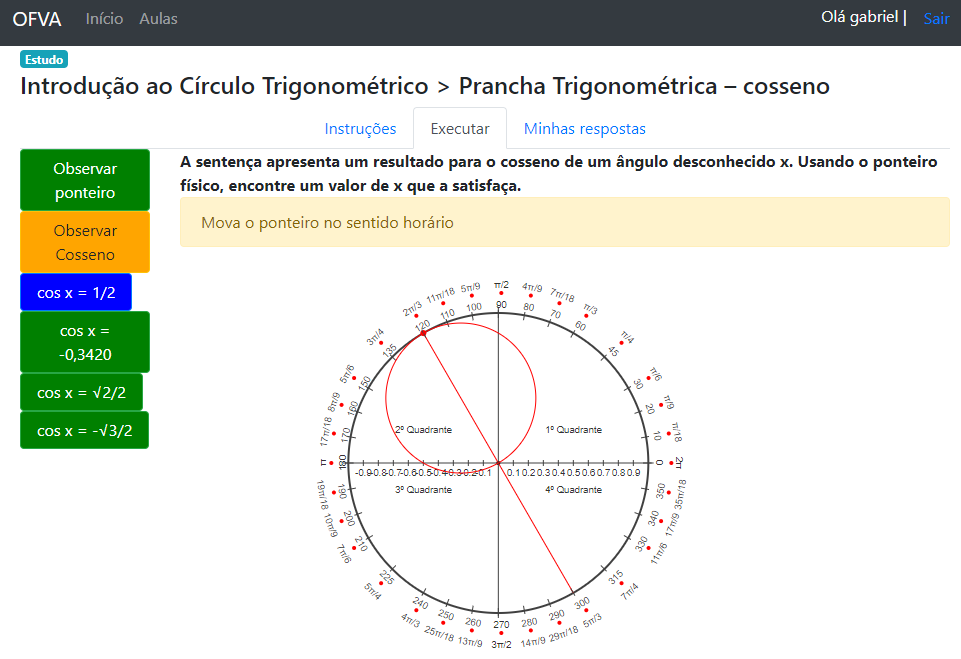 OFVA Início Aulas Olá gabriel | Sair
Estudo
Introdução ao Círculo Trigonométrico > Prancha Trigonométrica – cosseno
Instruções Executar Minhas respostas
Observar
ponteiro
Observar
Cosseno
cos x = 1/2
cos x =
-0,3420
cos x = √2/2
cos x = -√3/2
A sentença apresenta um resultado para o cosseno de um ângulo desconhecido x. Usando o ponteiro
físico, encontre um valor de x que a satisfaça.
Mova o ponteiro no sentido horário
2π/3 11π/18 5π/9 π/2 4π/9 7π/18 π/3
120 110 100 90 80 70 60
3π/4 135 45 π/4
5π/6 150 30 π/6
8π/9 160 20 π/9
17π/18 170 10 π/18
2º Quadrante 1º Quadrante
π 180 0 2π
-0.9 -0.8 -0.7 -0.6 -0.5 -0.4 -0.3 -0.2 -0.1 0.1 0.2 0.3 0.4 0.5 0.6 0.7 0.8 0.9
3º Quadrante 4º Quadrante
19π/18 190 350 35π/18
10π/9 200 340 17π/9
7π/6 210 330 11π/6
5π/4 225 315 7π/4
240 250 260 270 280 290 300
4π/3 25π/18 13π/9 3π/2 14π/9 29π/18 5π/3